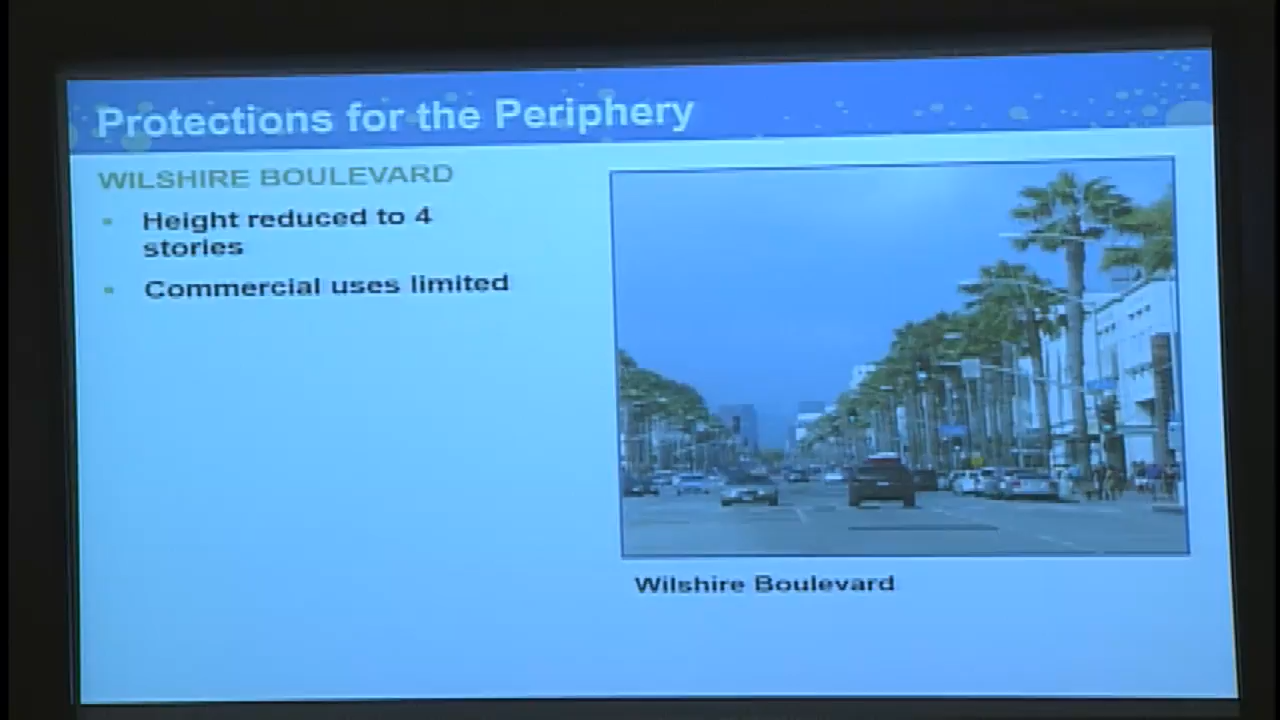 Protections for the Periphery
WILSHIRE BOULEVARD
Height reduced to 4
stories
Commercial uses limited
Wilshire Boulevard